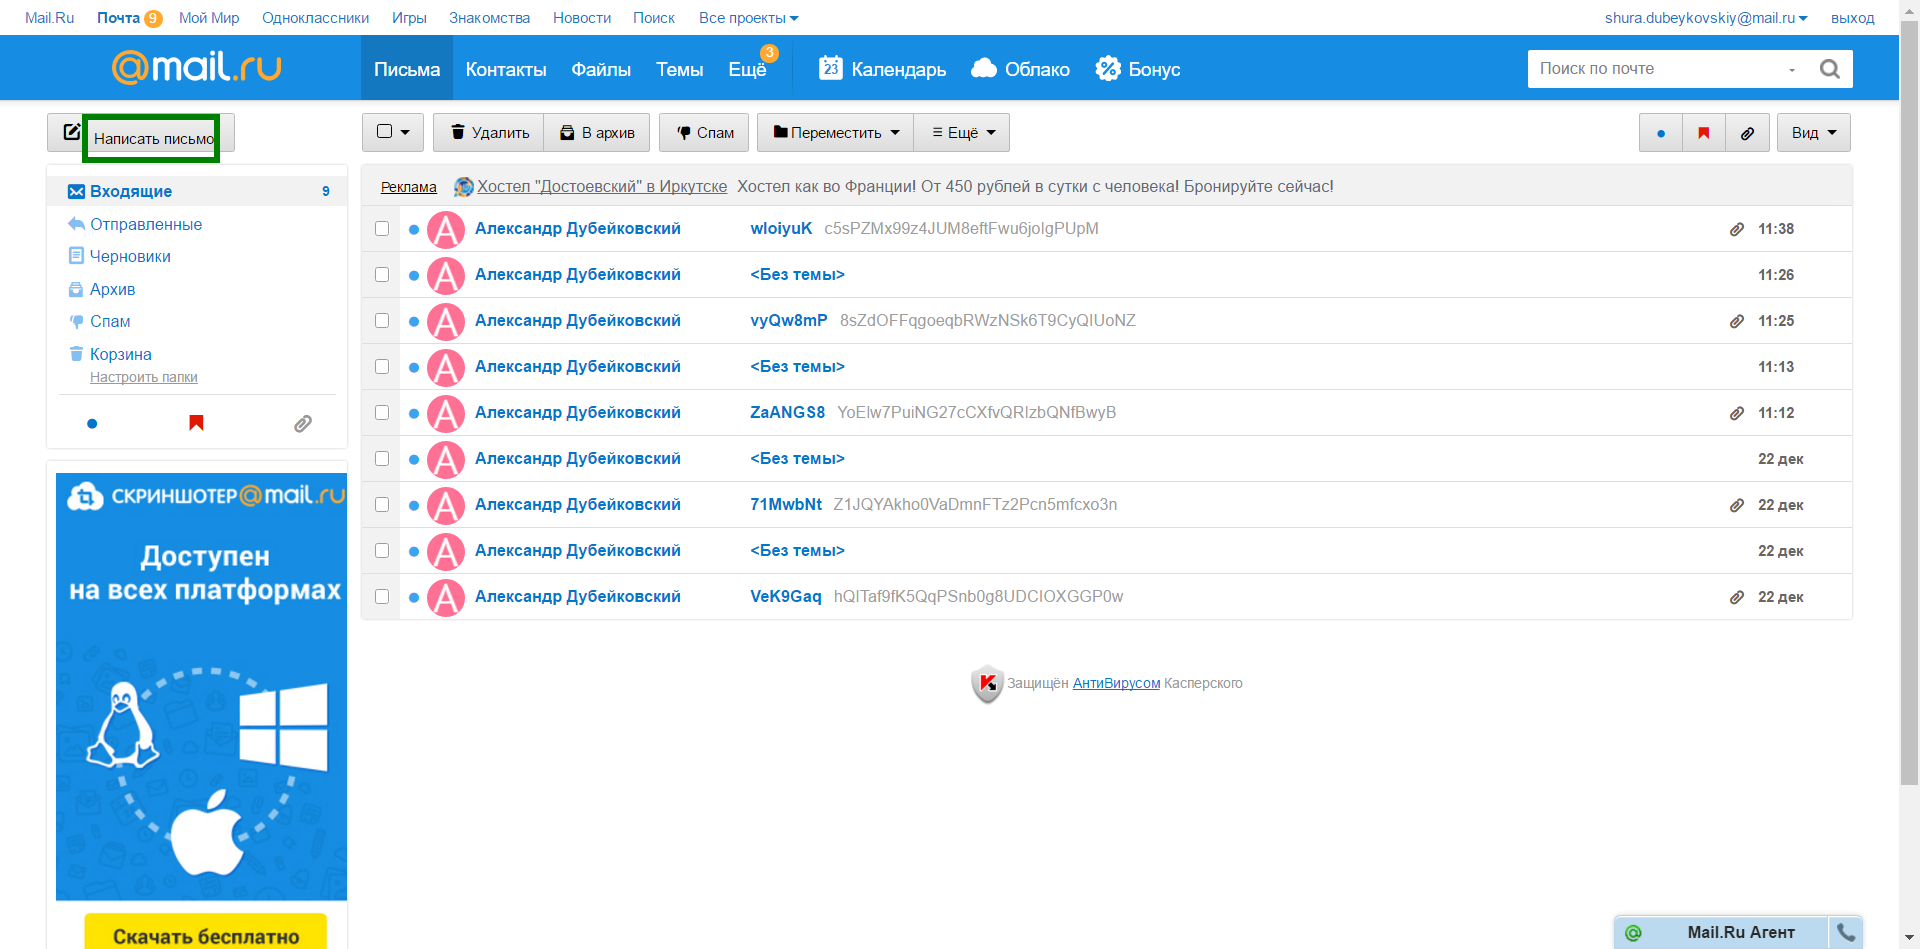 Mail.Ru Почта 9 Мой Мир Одноклассники Игры Знакомства Новости Поиск Все проекты shura.dubeykovskiy@mail.ru выход
@mail.ru Письма Контакты Файлы Темы Ещё 3 23 Календарь Облако Бонус Поиск по почте
Написать письмо Удалить В архив Спам Переместить Ещё Вид
Входящие 9
Отправленные
Черновики
Архив
Спам
Корзина
Настроить папки
СКРИНШОТЕР@mail.ru
Доступен
на всех платформах
Скачать бесплатно
Реклама Хостел "Достоевский" в Иркутске Хостел как во Франции! От 450 рублей в сутки с человека! Бронируйте сейчас!
А Александр Дубейковский wIoiyuK c5sPZMx99z4JUM8eftFwu6joIgPUpM 11:38
А Александр Дубейковский <Без темы> 11:26
А Александр Дубейковский vyQw8mP 8sZdOFFqgoeqbRWzNSk6T9CyQIUoNZ 11:25
А Александр Дубейковский <Без темы> 11:13
А Александр Дубейковский ZaANGS8 YoElw7PuiNG27cCXfvQRIzbQNfBwyB 11:12
А Александр Дубейковский <Без темы> 22 дек
А Александр Дубейковский 71MwbNt Z1JQYAkho0VaDmnFTz2Pcn5mfcxo3n 22 дек
А Александр Дубейковский <Без темы> 22 дек
А Александр Дубейковский VeK9Gaq hQITaf9fK5QqPSnb0g8UDCIOXGGP0w 22 дек
Защищён АнтиВирусом Касперского
Mail.Ru Агент